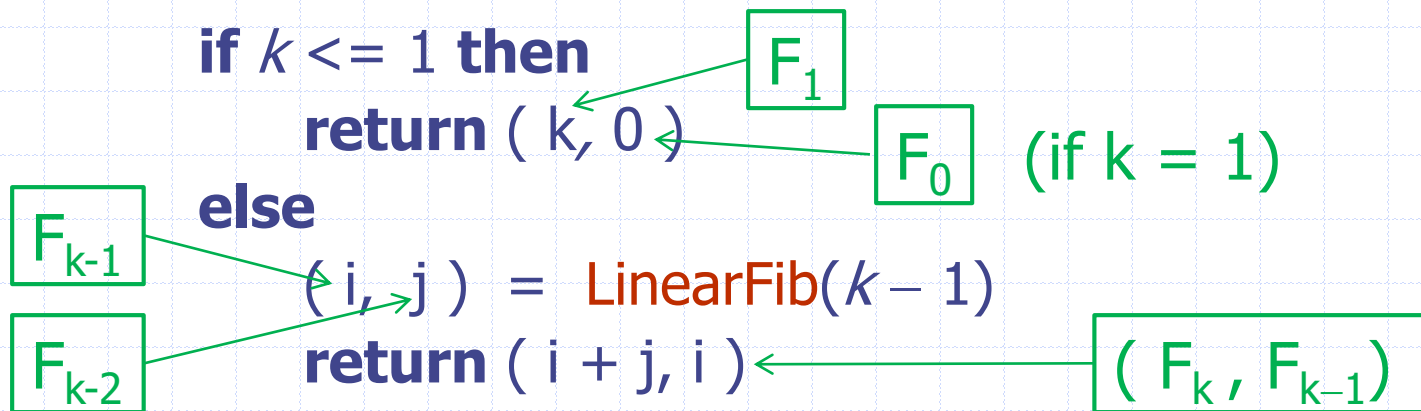 if k <= 1 then
F1
return ( k, 0 )
F0 (if k = 1)
else
Fk-1
( i, j ) = LinearFib(k – 1)
Fk-2
return ( i + j, i )
( Fk , Fk–1)